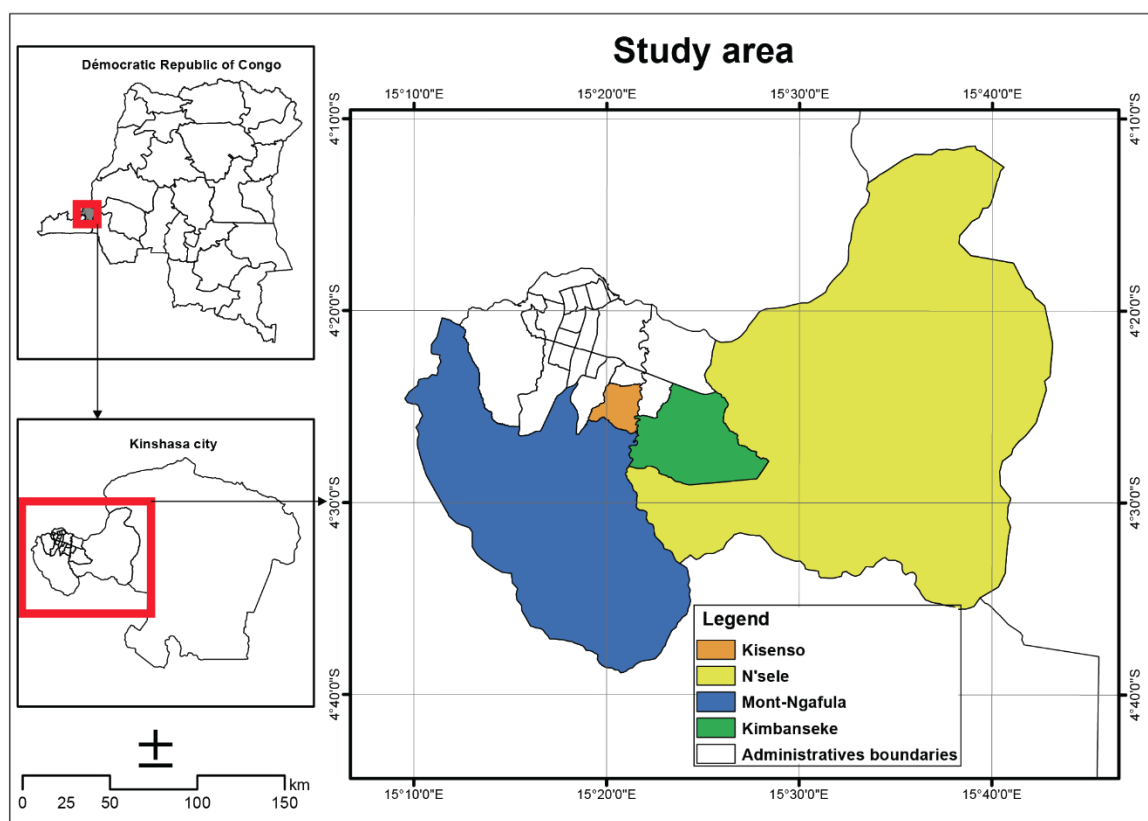 Study area
Démocratic Republic of Congo
Kinshasa city
±
0 25 50 100 150
km
15°10'0"E 15°20'0"E 15°30'0"E 15°40'0"E
4°10'0"S 4°10'0"S
4°20'0"S 4°20'0"S
4°30'0"S 4°30'0"S
4°40'0"S 4°40'0"S
15°10'0"E 15°20'0"E 15°30'0"E 15°40'0"E
Legend
Kisenso
N'sele
Mont-Ngafula
Kimbanseke
Administratives boundaries